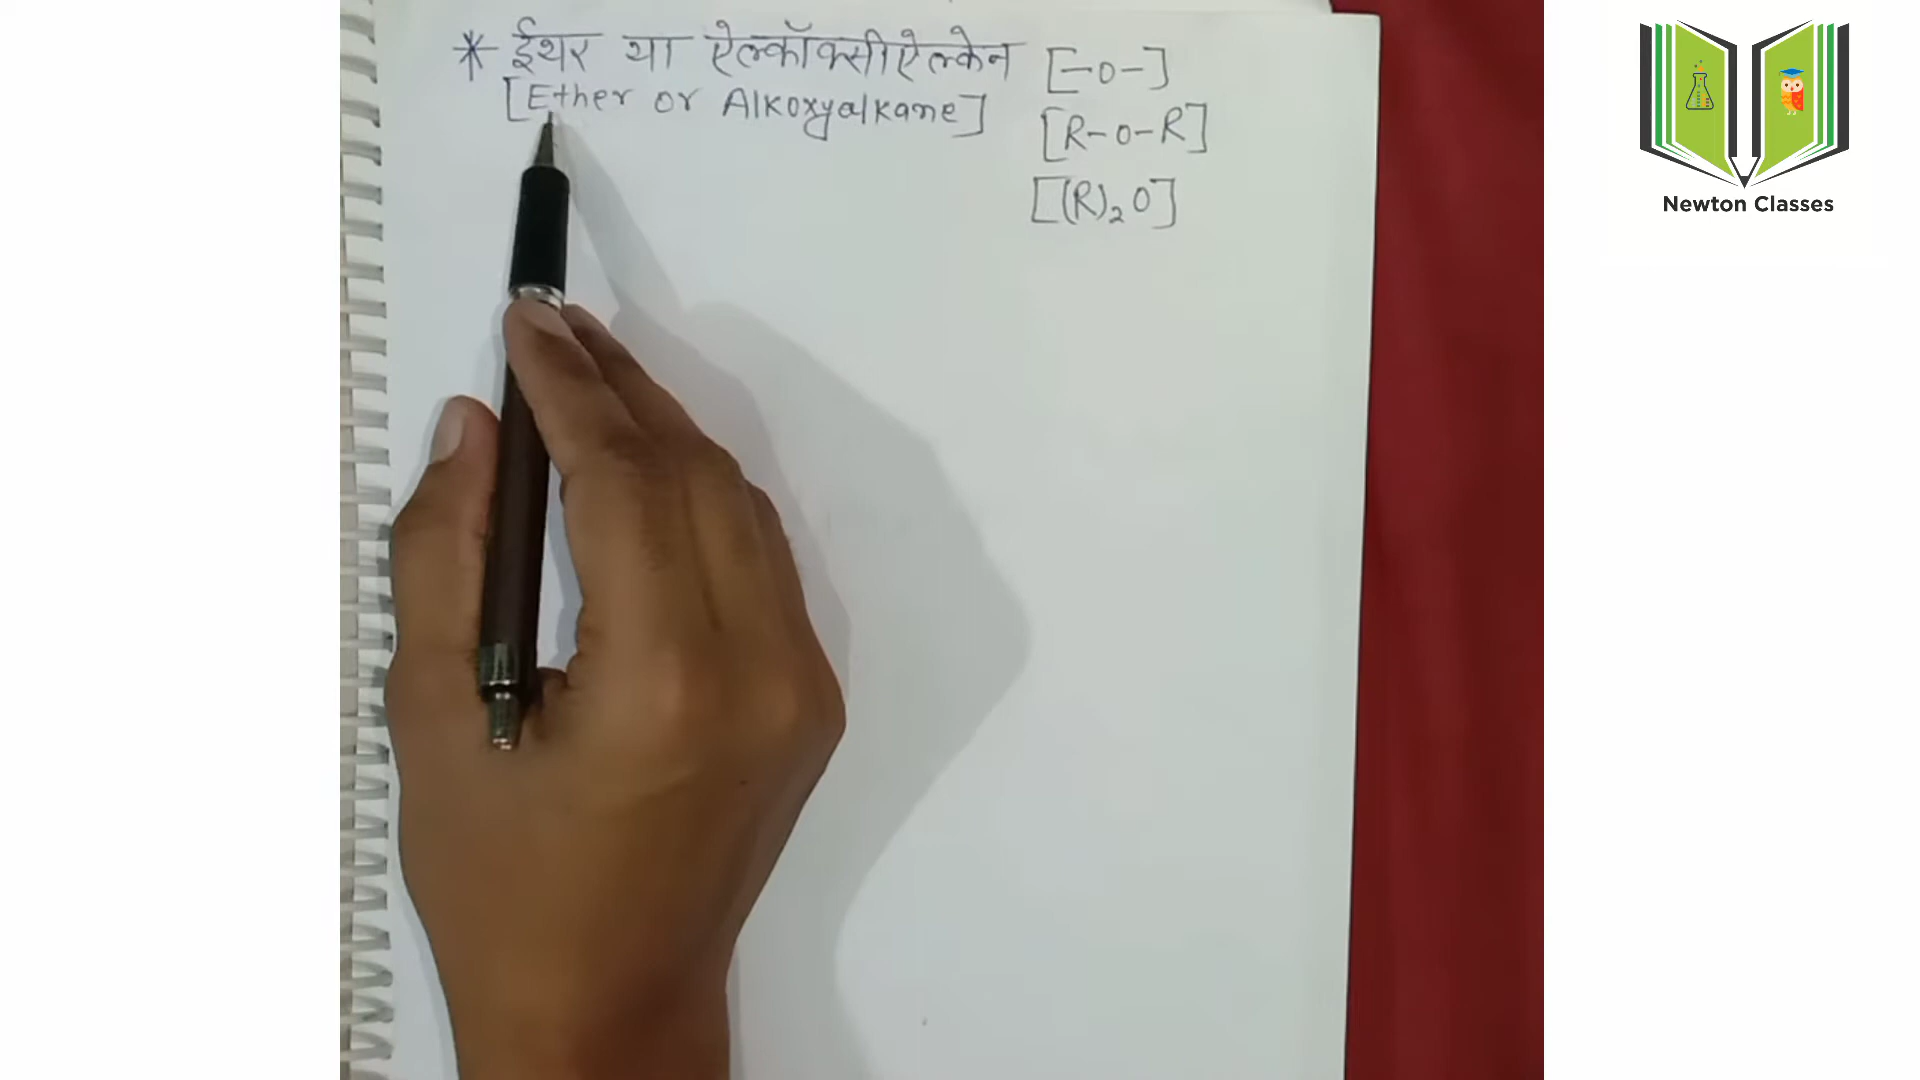 * ईथर या ऐल्कॉक्सीऐल्केन [-O-]
[Ether or Alkoxyalkane]
[R-O-R]
[(R)₂O]
Newton Classes